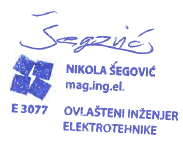 Šegović
NIKOLA ŠEGOVIĆ
mag.ing.el.
E 3077
OVLAŠTENI INŽENJER
ELEKTROTEHNIKE